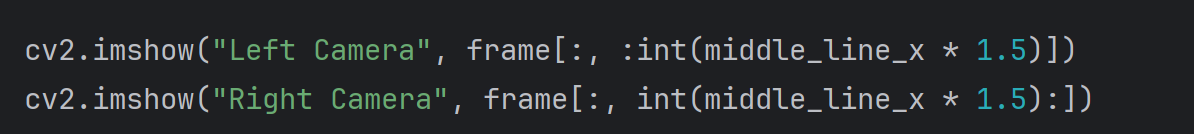 cv2.imshow("Left Camera", frame[:, :int(middle_line_x * 1.5)])
cv2.imshow("Right Camera", frame[:, int(middle_line_x * 1.5):])